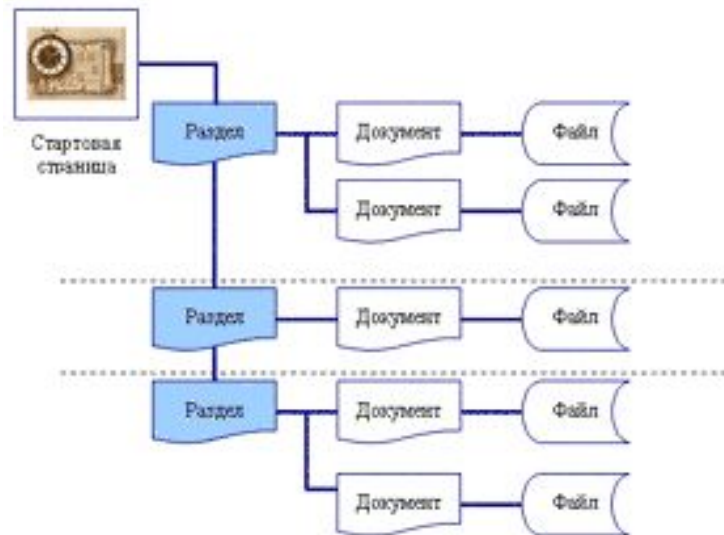 Стартовая
страница
Раздел
Документ
Файл
Документ
Файл
Раздел
Документ
Файл
Раздел
Документ
Файл
Документ
Файл